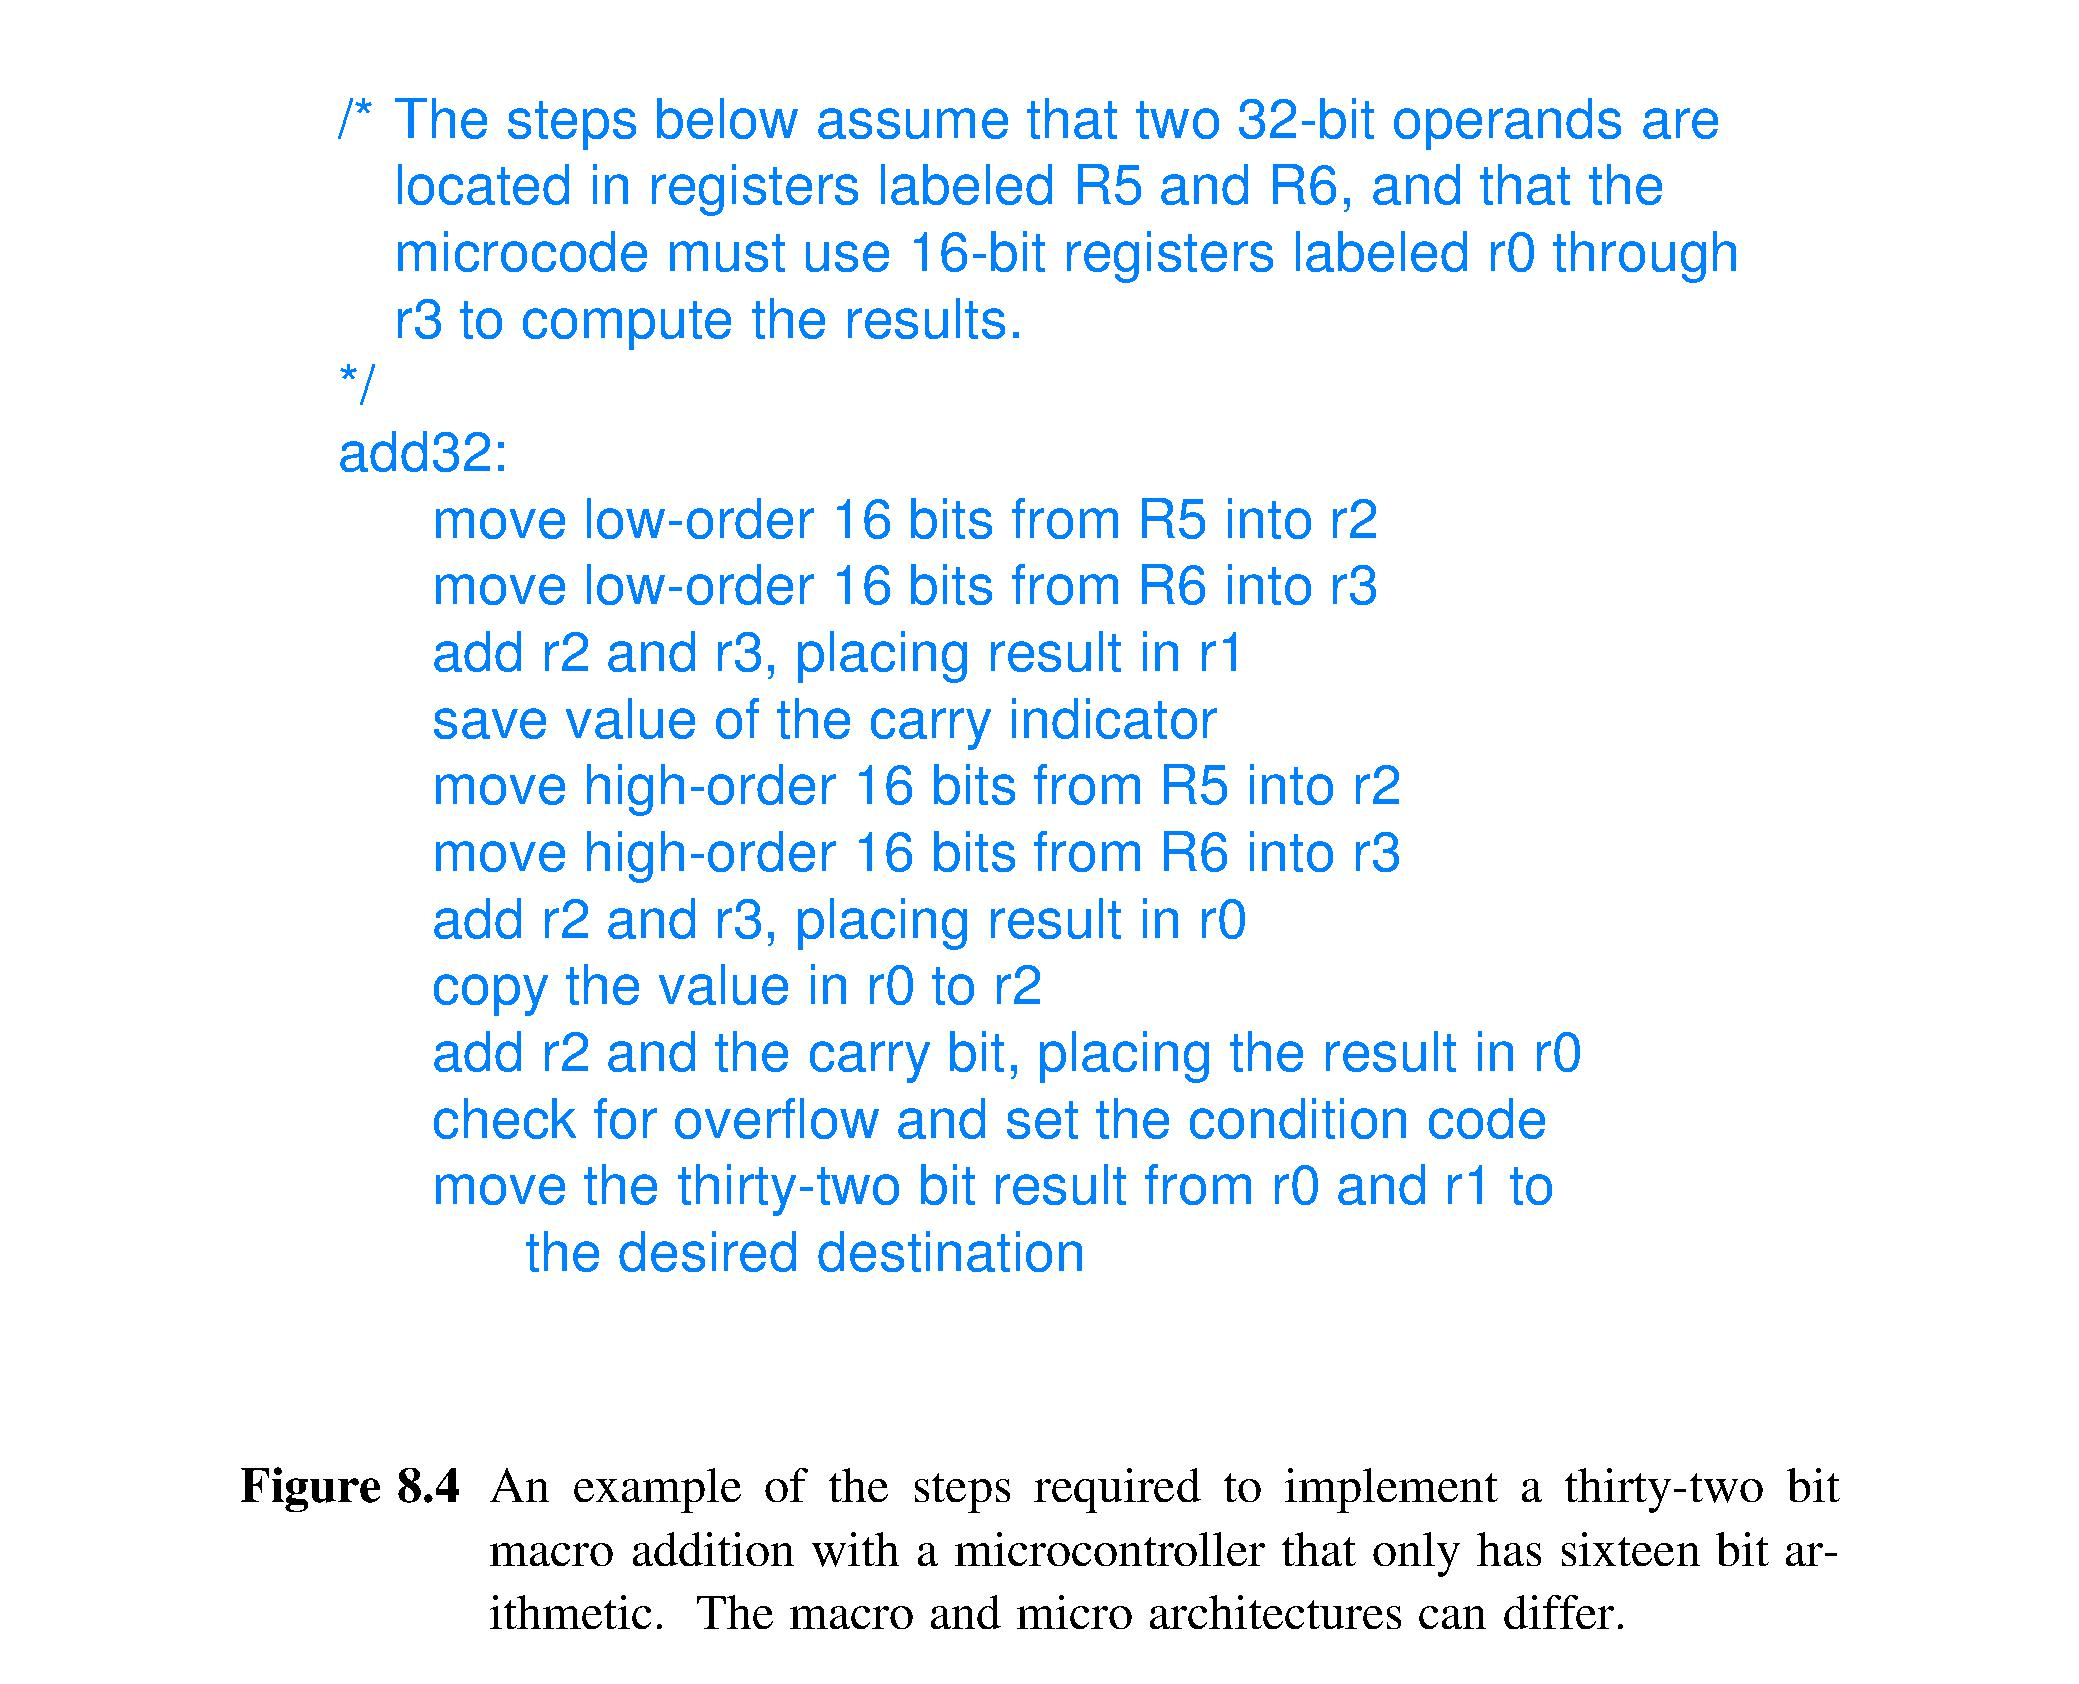 /* The steps below assume that two 32-bit operands are
located in registers labeled R5 and R6, and that the
microcode must use 16-bit registers labeled r0 through
r3 to compute the results.
*/
add32:
move low-order 16 bits from R5 into r2
move low-order 16 bits from R6 into r3
add r2 and r3, placing result in r1
save value of the carry indicator
move high-order 16 bits from R5 into r2
move high-order 16 bits from R6 into r3
add r2 and r3, placing result in r0
copy the value in r0 to r2
add r2 and the carry bit, placing the result in r0
check for overflow and set the condition code
move the thirty-two bit result from r0 and r1 to
the desired destination
Figure 8.4 An example of the steps required to implement a thirty-two bit
macro addition with a microcontroller that only has sixteen bit ar-
ithmetic. The macro and micro architectures can differ.